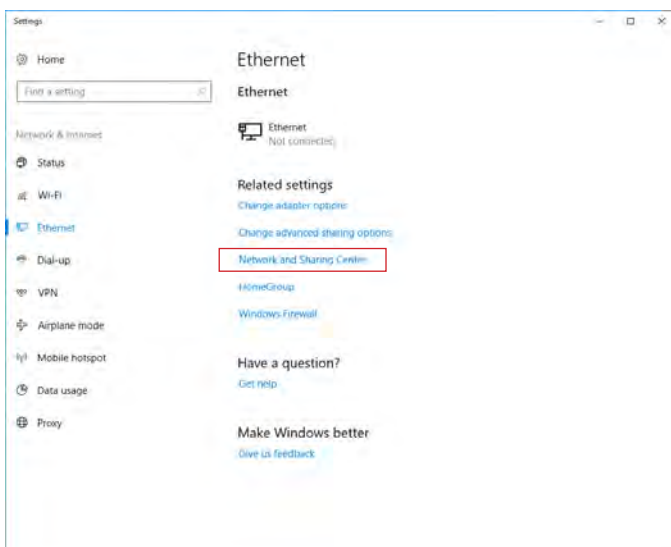 Settings
Home
Find a setting
Network & Internet
Status
Wi-Fi
Ethernet
Dial-up
VPN
Airplane mode
Mobile hotspot
Data usage
Proxy
Ethernet
Ethernet
Ethernet
Not connected
Related settings
Change adapter options
Change advanced sharing options
Network and Sharing Center
HomeGroup
Windows Firewall
Have a question?
Get help
Make Windows better
Give us feedback